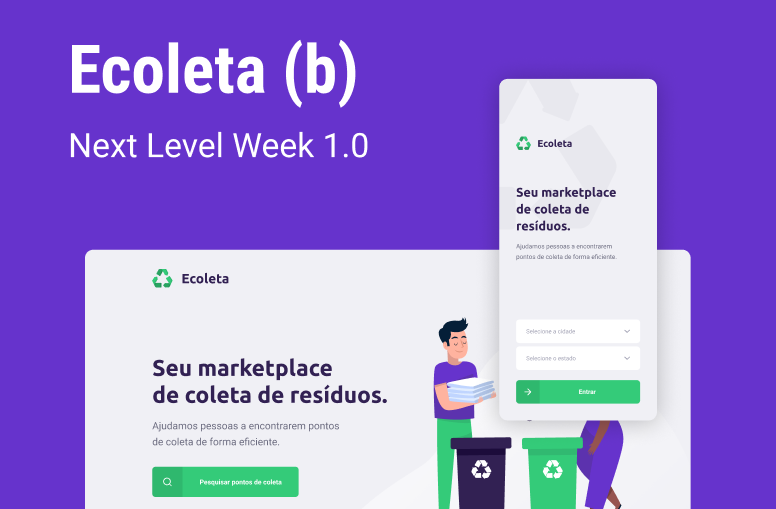 Ecoleta (b)
Next Level Week 1.0
Ecoleta
Seu marketplace
de coleta de resíduos.
Ajudamos pessoas a encontrarem pontos
de coleta de forma eficiente.
Pesquisar pontos de coleta
Ecoleta
Seu marketplace
de coleta de
resíduos.
Ajudamos pessoas a encontrarem
pontos de coleta de forma eficiente.
Selecione a cidade
Selecione o estado
Entrar